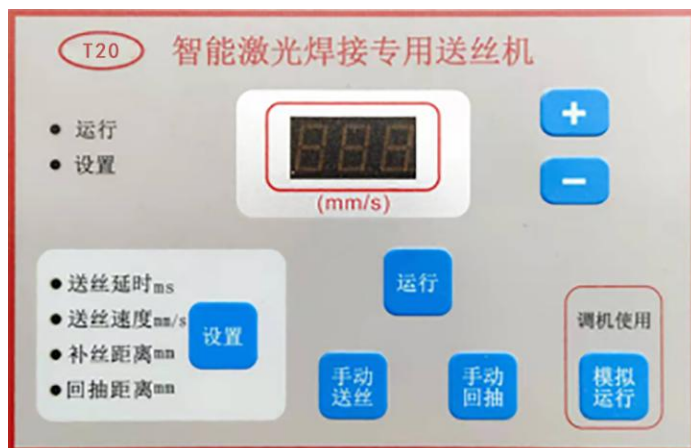 T20 智能激光焊接专用送丝机
运行
设置
(mm/s)
+
−
送丝延时ms
送丝速度mm/s
补丝距离mm
回抽距离mm
设置
运行
手动
送丝
手动
回抽
调机使用
模拟
运行